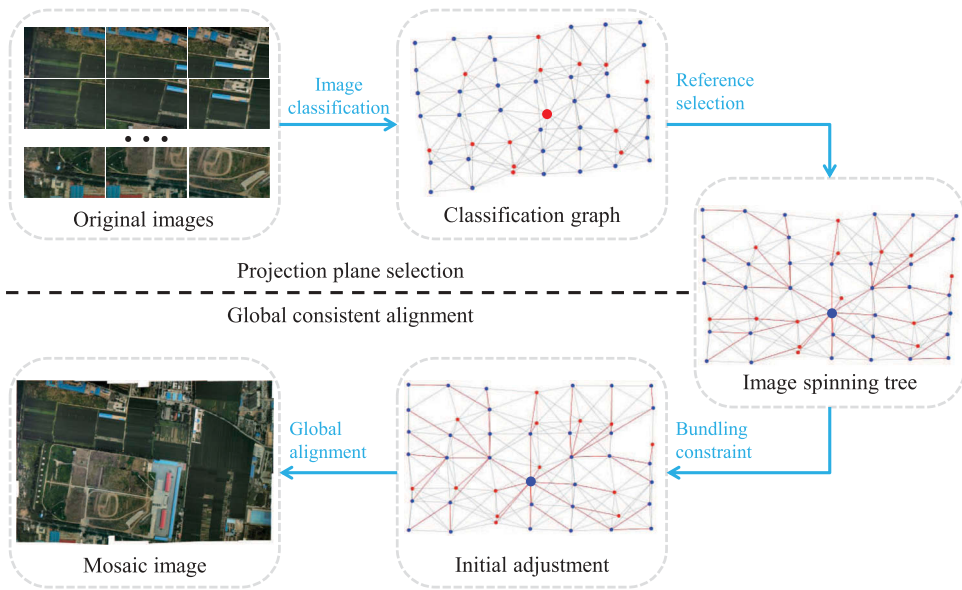 Image
classification
Reference
selection
Original images
Classification graph
Projection plane selection
Global consistent alignment
Image spinning tree
Global
alignment
Bundling
constraint
Mosaic image
Initial adjustment